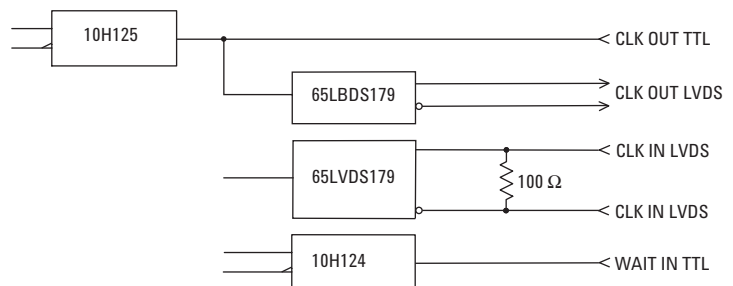 10H125
CLK OUT TTL
65LBDS179
CLK OUT LVDS
65LVDS179
CLK IN LVDS
100 Ω
CLK IN LVDS
10H124
WAIT IN TTL